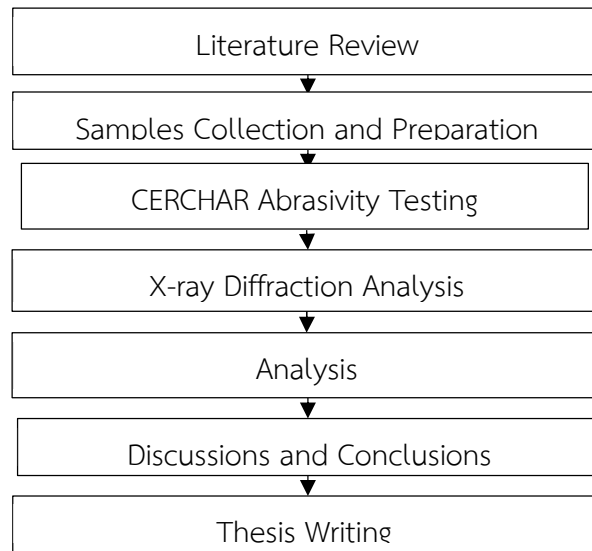 Literature Review
Samples Collection and Preparation
CERCHAR Abrasivity Testing
X-ray Diffraction Analysis
Analysis
Discussions and Conclusions
Thesis Writing